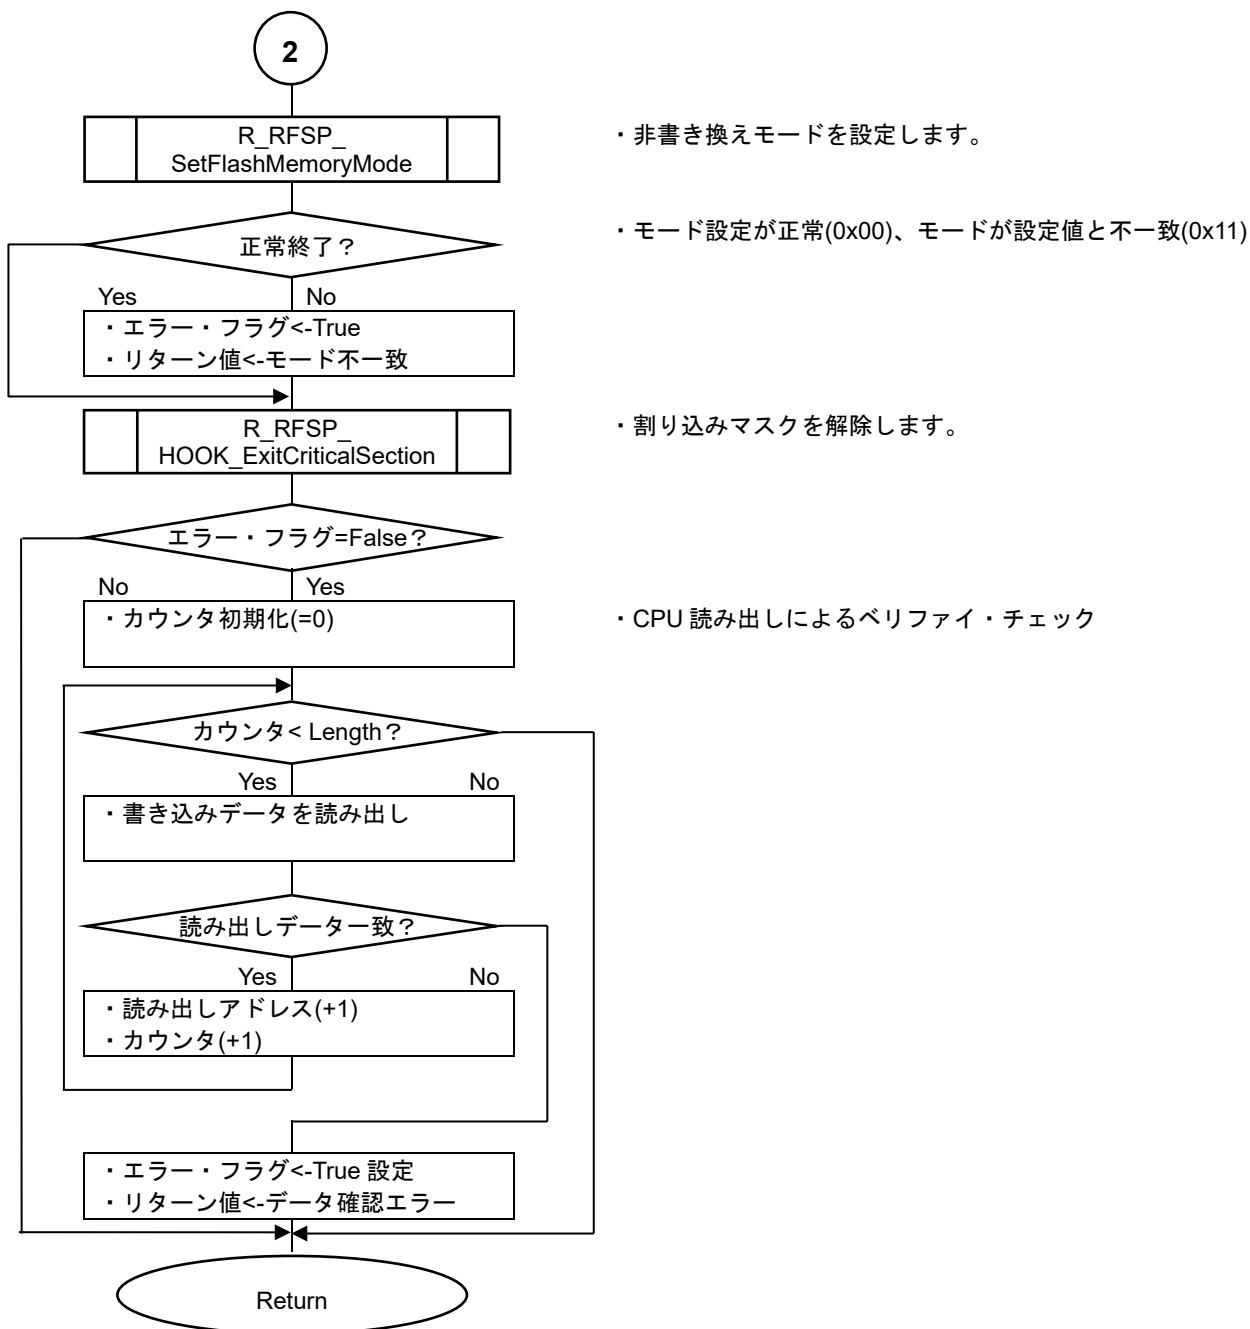 2
R_RFSP_
SetFlashMemoryMode
・非書き換えモードを設定します。
正常終了？
・モード設定が正常(0x00)、モードが設定値と不一致(0x11)
Yes No
・エラー・フラグ<-True
・リターン値<-モード不一致
R_RFSP_
HOOK_ExitCriticalSection
・割り込みマスクを解除します。
エラー・フラグ=False？
No Yes
・カウンタ初期化(=0)
・CPU 読み出しによるベリファイ・チェック
カウンタ< Length？
Yes No
・書き込みデータを読み出し
読み出しデータ一致？
Yes No
・読み出しアドレス(+1)
・カウンタ(+1)
・エラー・フラグ<-True 設定
・リターン値<-データ確認エラー
Return